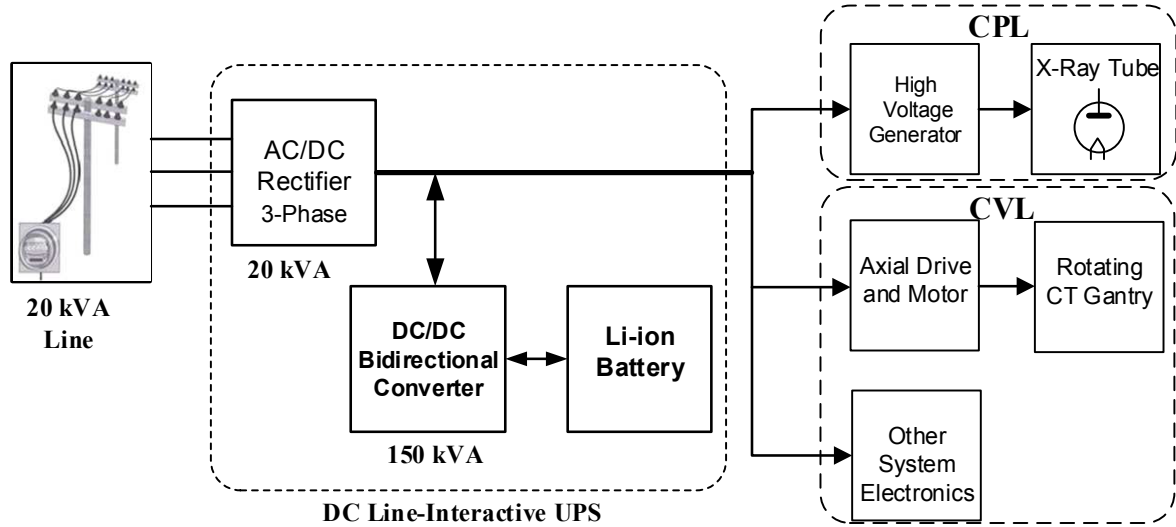 20 kVA
Line
AC/DC
Rectifier
3-Phase
20 kVA
DC/DC
Bidirectional
Converter
150 kVA
Li-ion
Battery
DC Line-Interactive UPS
CPL
High
Voltage
Generator
X-Ray Tube
CVL
Axial Drive
and Motor
Rotating
CT Gantry
Other
System
Electronics